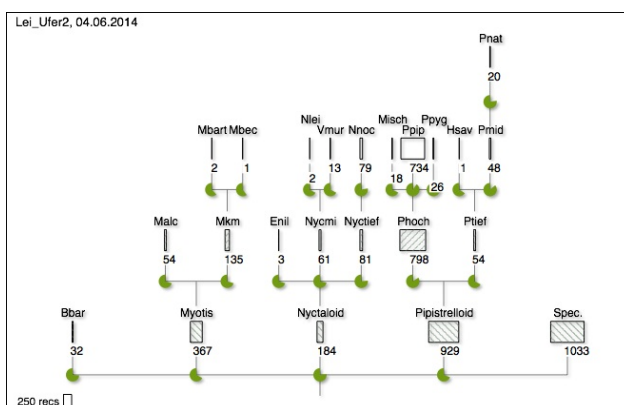 Lei_Ufer2, 04.06.2014
Pnat
20
Mbart Mbec Nlei Vmur Nnoc Misch Ppip Ppyg Hsav Pmid
2 1 2 13 79 18 734 26 1 48
Malc Mkm Enil Nycmi Nyctief Phoch Ptief
54 135 3 61 81 798 54
Bbar Myotis Nyctaloid Pipistrelloid Spec.
32 367 184 929 1033
250 recs